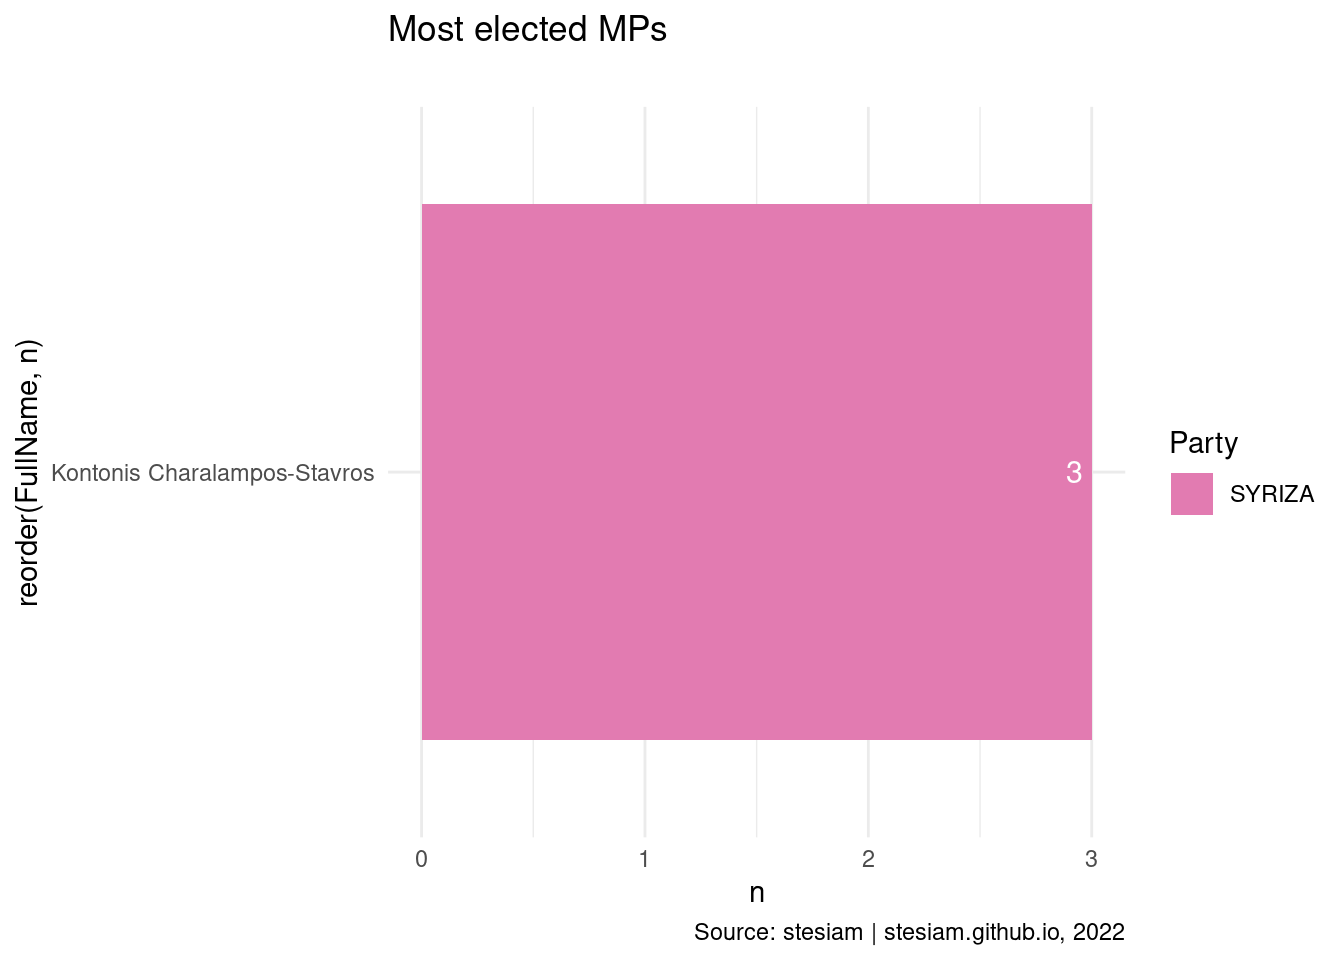 Most elected MPs
reorder(FullName, n)
Kontonis Charalampos-Stavros
3
Party
SYRIZA
0 1 2 3
n
Source: stesiam | stesiam.github.io, 2022